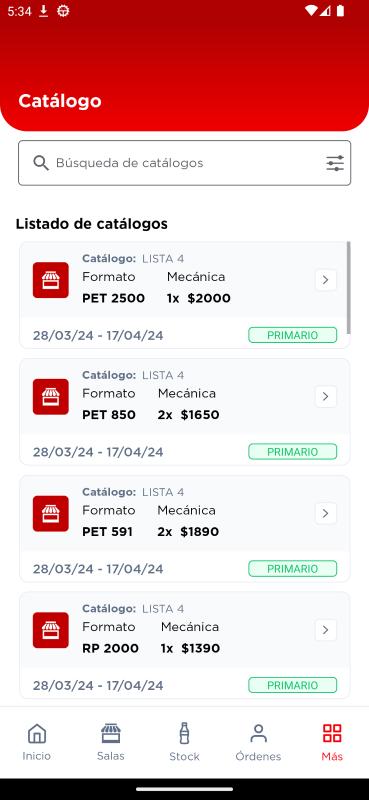 5:34
Catálogo
Búsqueda de catálogos
Listado de catálogos
Catálogo: LISTA 4
Formato Mecánica
PET 2500 1x $2000
28/03/24 - 17/04/24 PRIMARIO
Catálogo: LISTA 4
Formato Mecánica
PET 850 2x $1650
28/03/24 - 17/04/24 PRIMARIO
Catálogo: LISTA 4
Formato Mecánica
PET 591 2x $1890
28/03/24 - 17/04/24 PRIMARIO
Catálogo: LISTA 4
Formato Mecánica
RP 2000 1x $1390
28/03/24 - 17/04/24 PRIMARIO
Inicio Salas Stock Órdenes Más